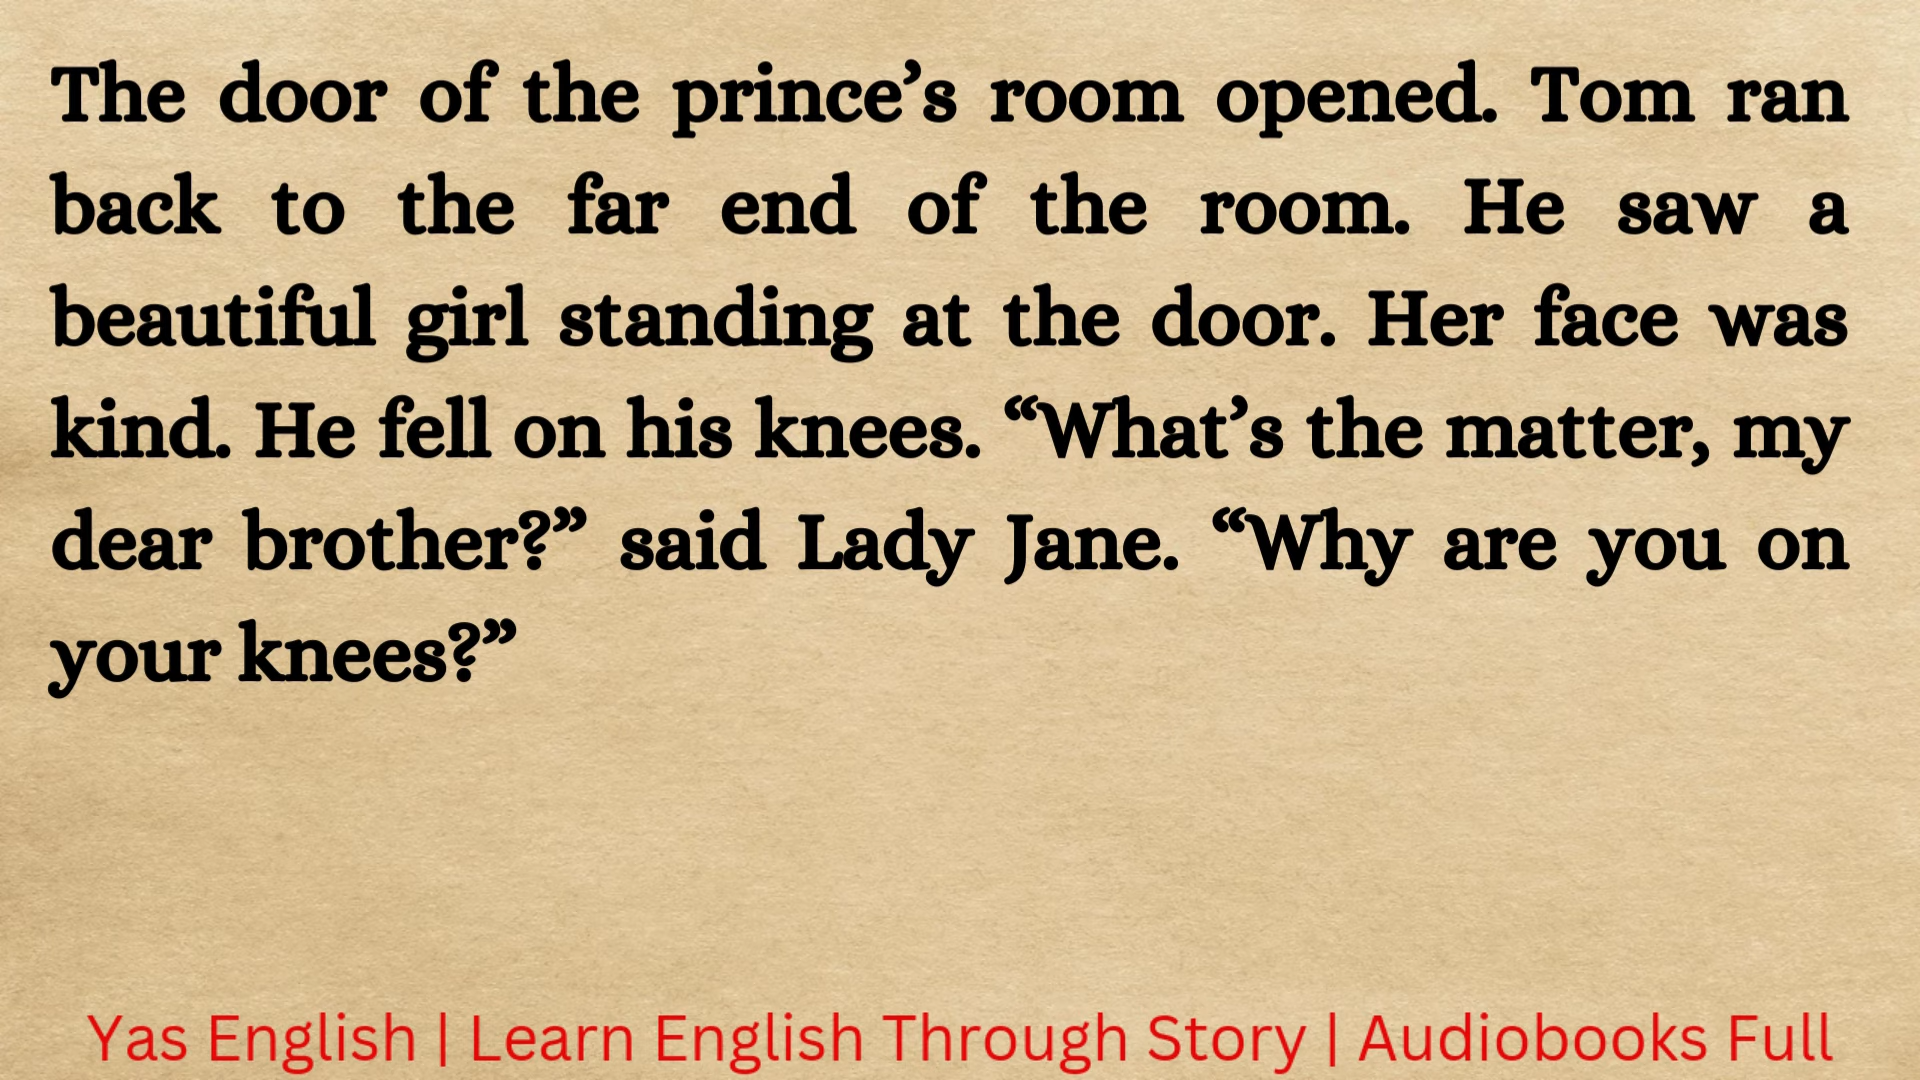 The door of the prince’s room opened. Tom ran
back to the far end of the room. He saw a
beautiful girl standing at the door. Her face was
kind. He fell on his knees. “What’s the matter, my
dear brother?” said Lady Jane. “Why are you on
your knees?”
Yas English | Learn English Through Story | Audiobooks Full